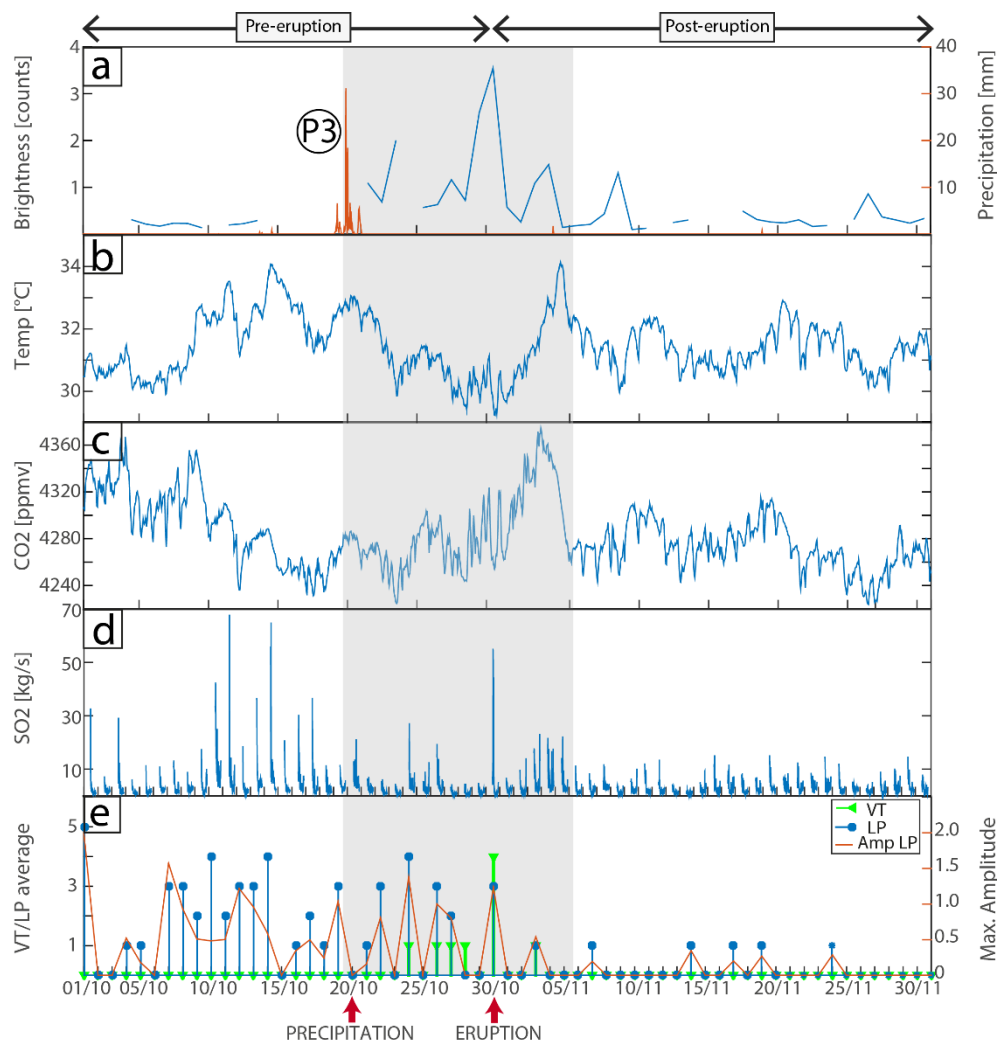 Pre-eruption Post-eruption
a
Brightness [counts]
4
3
2
1
P3
40
30
20
10
Precipitation [mm]
b
Temp [°C]
34
32
30
c
CO2 [ppmv]
4360
4320
4280
4240
d
SO2 [kg/s]
70
50
30
10
e
VT/LP average
5
3
1
VT
LP
Amp LP
2.0
1.5
1.0
0.5
0
Max. Amplitude
01/10 05/10 10/10 15/10 20/10 25/10 30/10 05/11 10/11 15/11 20/11 25/11 30/11
PRECIPITATION ERUPTION